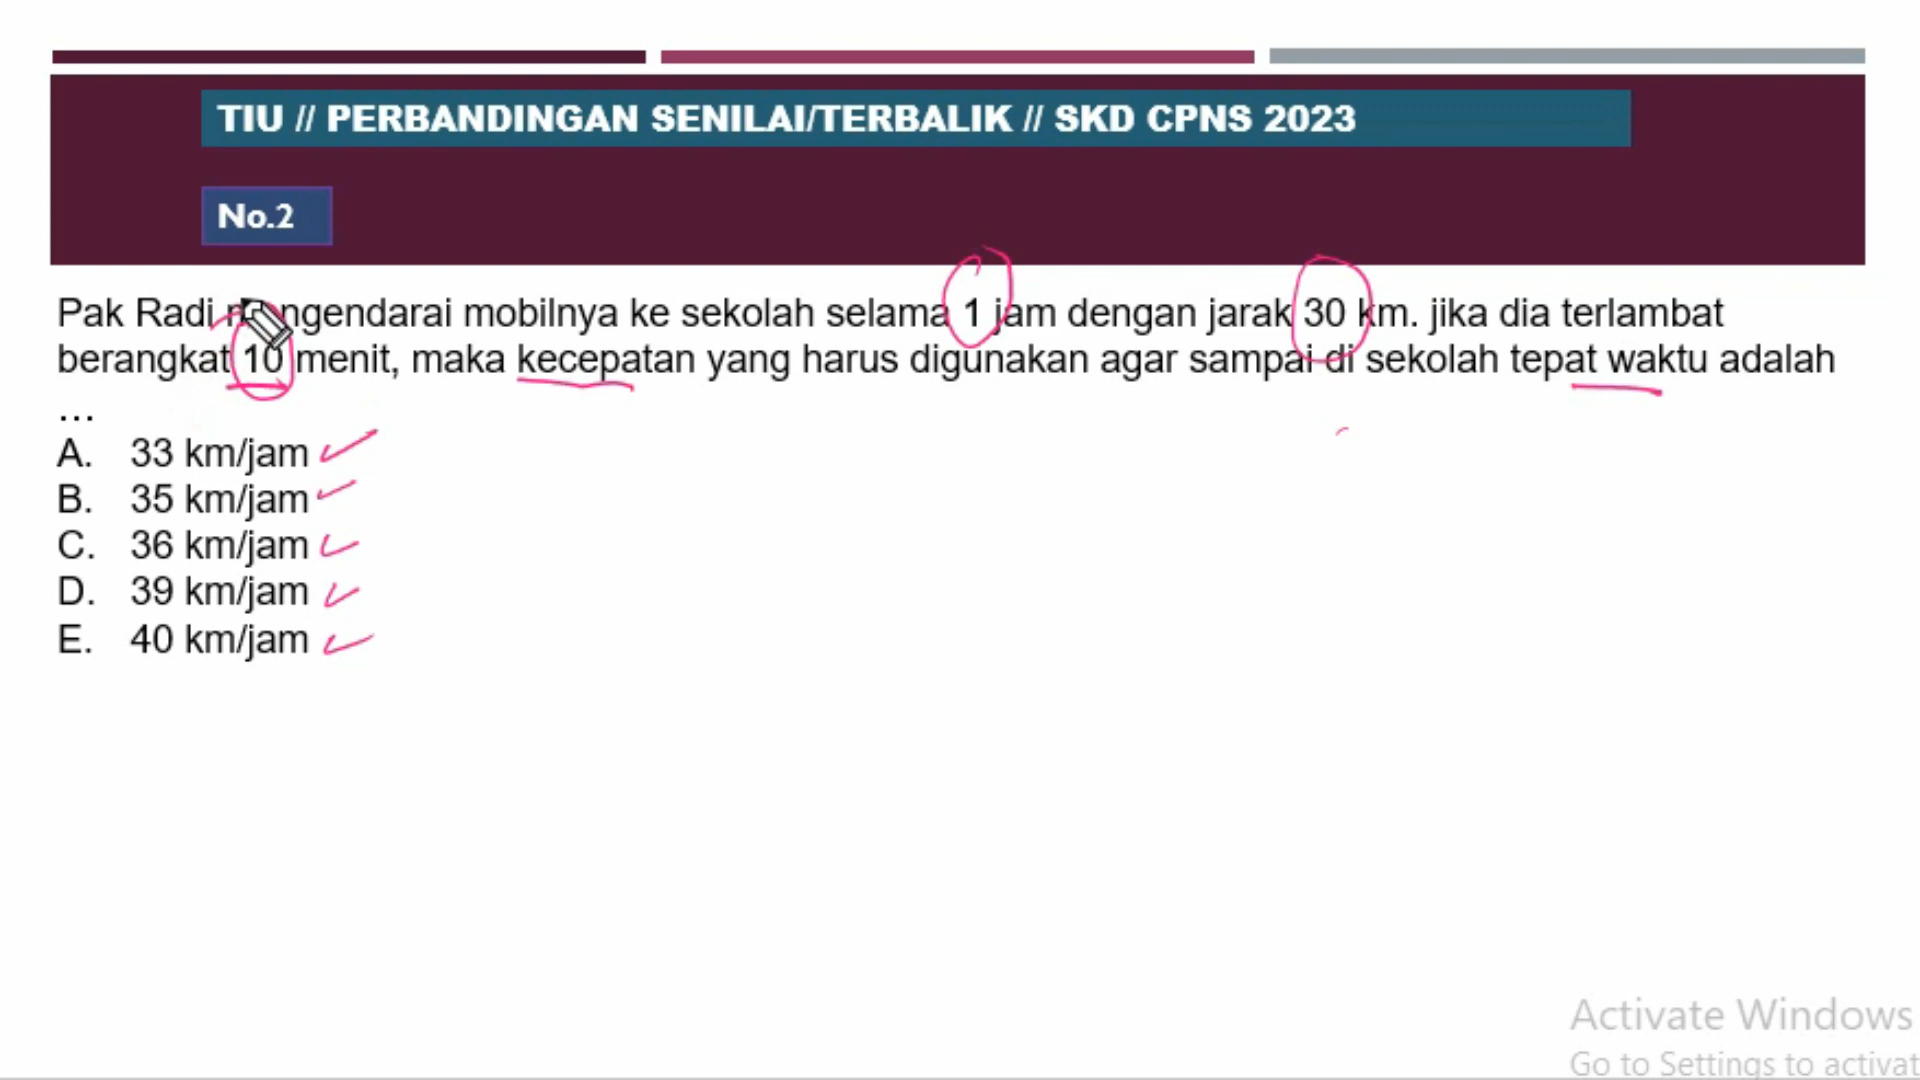 TIU // PERBANDINGAN SENILAI/TERBALIK // SKD CPNS 2023
No.2
Pak Radi mengendarai mobilnya ke sekolah selama 1 jam dengan jarak 30 km. jika dia terlambat
berangkat 10 menit, maka kecepatan yang harus digunakan agar sampai di sekolah tepat waktu adalah
…
A. 33 km/jam
B. 35 km/jam
C. 36 km/jam
D. 39 km/jam
E. 40 km/jam
Activate Windows
Go to Settings to activat